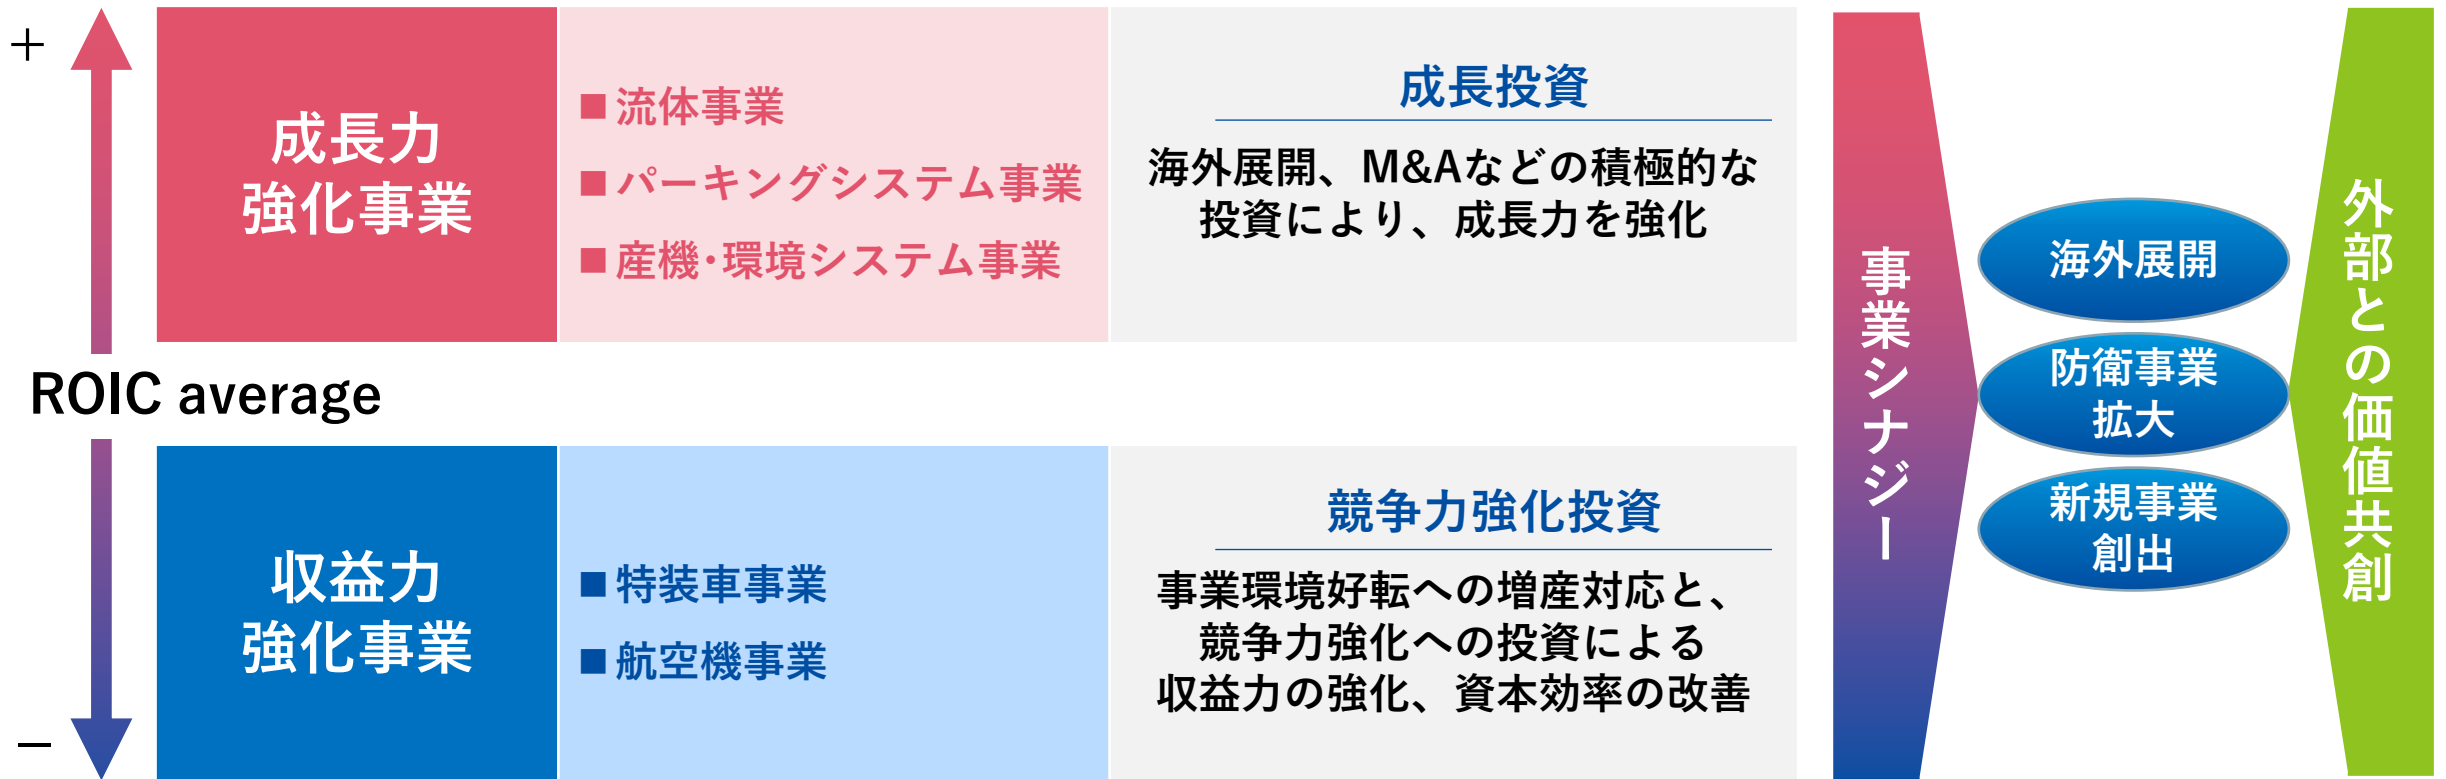 +
成長力
強化事業
■ 流体事業
■ パーキングシステム事業
■ 産機・環境システム事業
成長投資
海外展開、M&Aなどの積極的な
投資により、成長力を強化
ROIC average
収益力
強化事業
■ 特装車事業
■ 航空機事業
競争力強化投資
事業環境好転への増産対応と、
競争力強化への投資による
収益力の強化、資本効率の改善
−
事業シナジー
海外展開
防衛事業
拡大
新規事業
創出
外部との価値共創